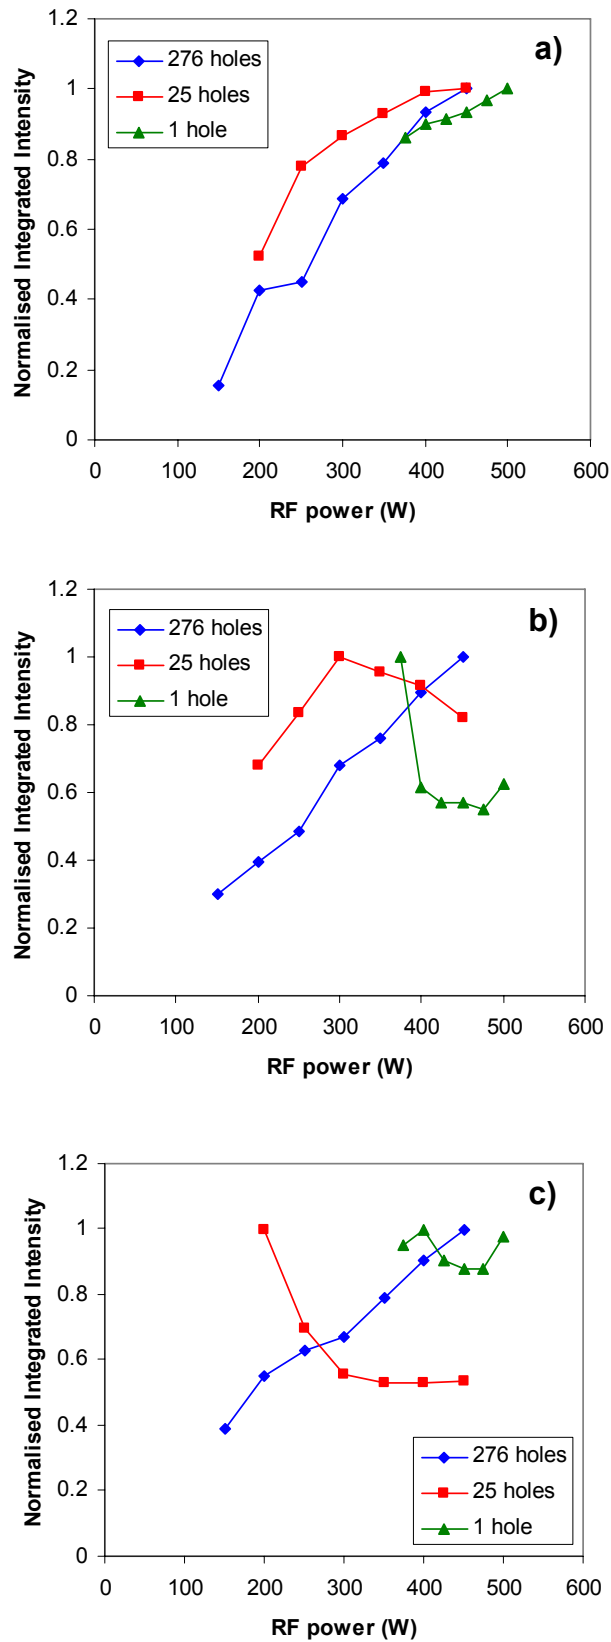 a)
276 holes
25 holes
1 hole
Normalised Integrated Intensity
1.2
1
0.8
0.6
0.4
0.2
0
0 100 200 300 400 500 600
RF power (W)
b)
276 holes
25 holes
1 hole
Normalised Integrated Intensity
1.2
1
0.8
0.6
0.4
0.2
0
0 100 200 300 400 500 600
RF power (W)
c)
Normalised Integrated Intensity
1.2
1
0.8
0.6
0.4
0.2
0
276 holes
25 holes
1 hole
0 100 200 300 400 500 600
RF power (W)